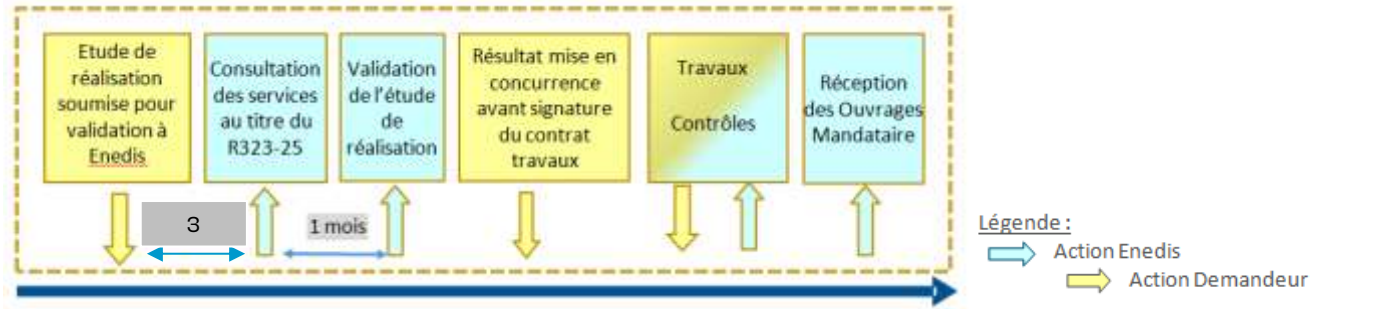 Etude de
réalisation
soumise pour
validation à
Enedis
Consultation
des services
au titre du
R323-25
Validation
de l'étude
de
réalisation
Résultat mise en
concurrence
avant signature
du contrat
travaux
Travaux
Contrôles
Réception
des Ouvrages
Mandataire
3
1 mois
Légende :
Action Enedis
Action Demandeur